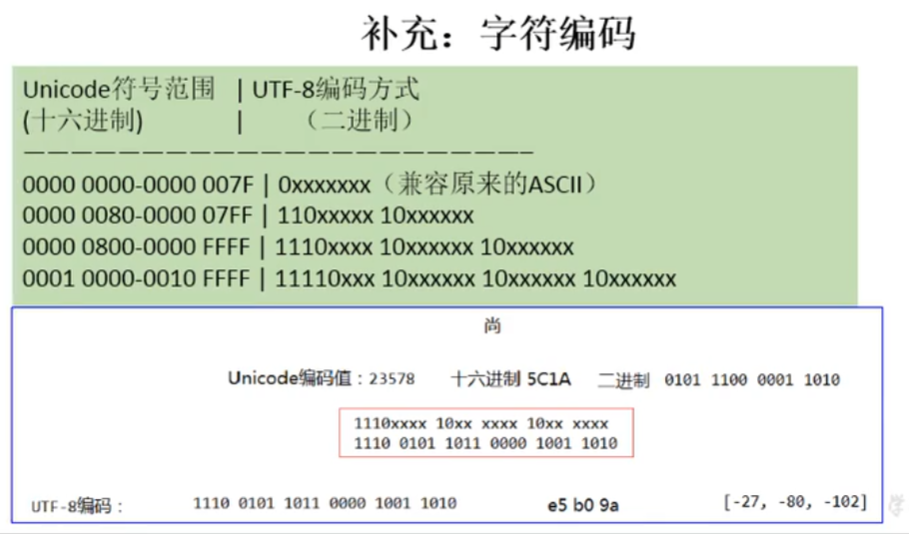 补充：字符编码
Unicode符号范围 | UTF-8编码方式
(十六进制) | （二进制）
————————————————————————
0000 0000-0000 007F | 0xxxxxxx（兼容原来的ASCII）
0000 0080-0000 07FF | 110xxxxx 10xxxxxx
0000 0800-0000 FFFF | 1110xxxx 10xxxxxx 10xxxxxx
0001 0000-0010 FFFF | 11110xxx 10xxxxxx 10xxxxxx 10xxxxxx
尚
Unicode编码值：23578 十六进制 5C1A 二进制 0101 1100 0001 1010
1110xxxx 10xx xxxx 10xx xxxx
1110 0101 1011 0000 1001 1010
UTF-8编码： 1110 0101 1011 0000 1001 1010 e5 b0 9a [-27, -80, -102]